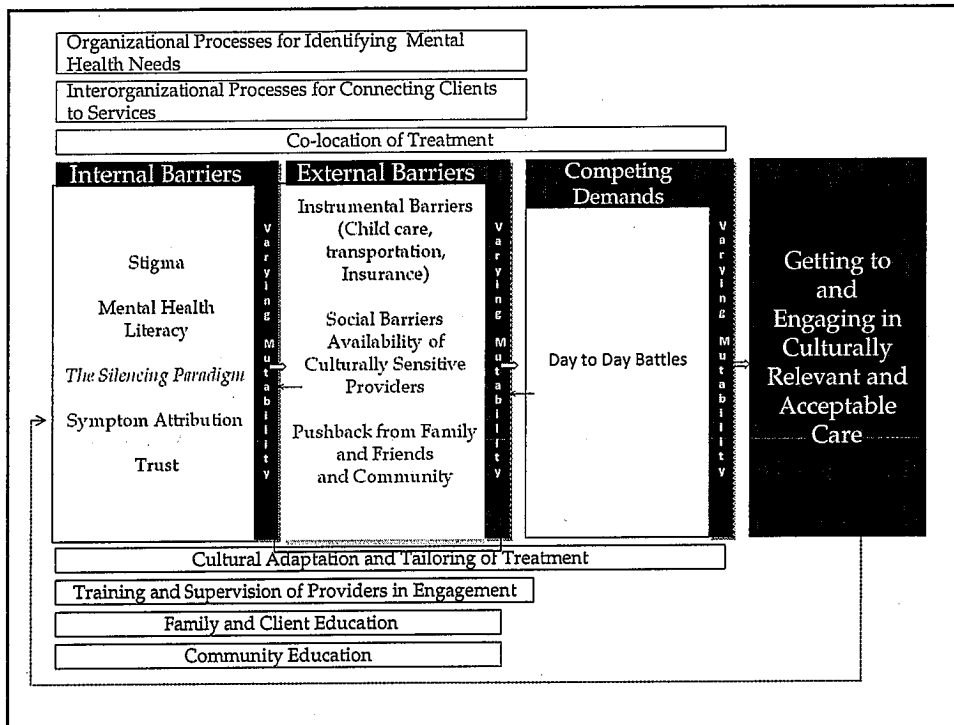 Organizational Processes for Identifying Mental
Health Needs
Interorganizational Processes for Connecting Clients
to Services
Co-location of Treatment
Internal Barriers
Stigma
Mental Health
Literacy
The Silencing Paradigm
Symptom Attribution
Trust
Varying Mutability
External Barriers
Instrumental Barriers
(Child care,
transportation,
Insurance)
Social Barriers
Availability of
Culturally Sensitive
Providers
Pushback from Family
and Friends
and Community
Varying Mutability
Competing
Demands
Day to Day Battles
Varying Mutability
Getting to
and
Engaging in
Culturally
Relevant and
Acceptable
Care
Cultural Adaptation and Tailoring of Treatment
Training and Supervision of Providers in Engagement
Family and Client Education
Community Education